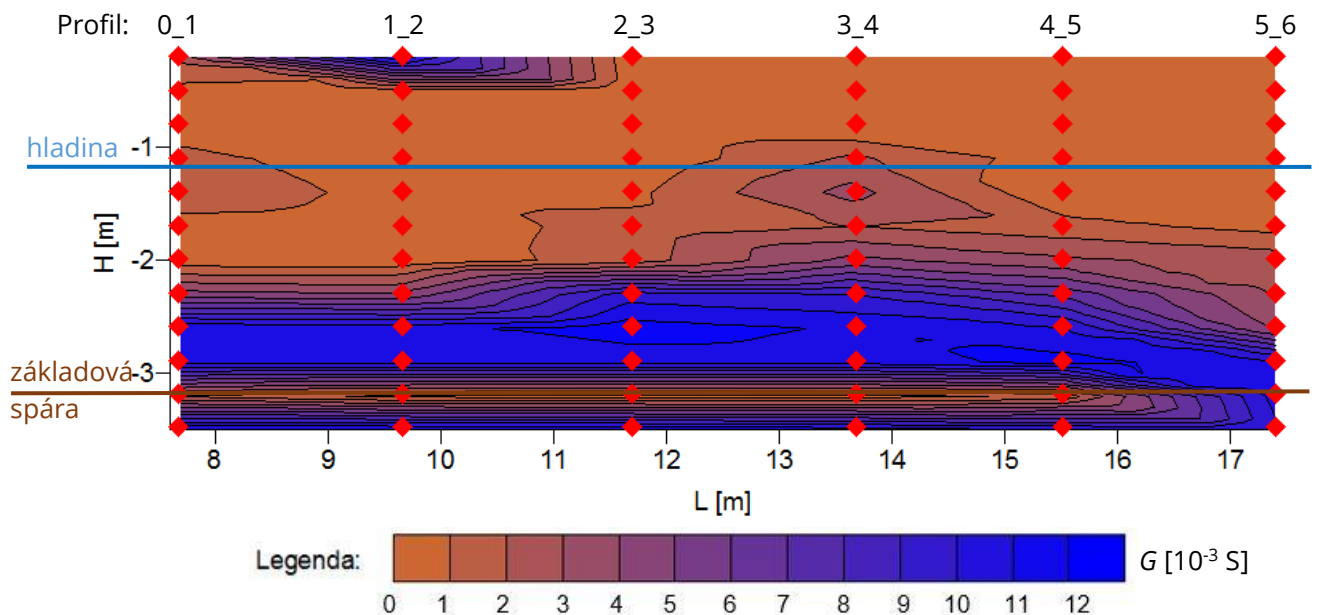 Profil: 0_1 1_2 2_3 3_4 4_5 5_6
hladina
-1
H [m]
-2
základová
-3
spára
8 9 10 11 12 13 14 15 16 17
L [m]
Legenda: G [10⁻³ S]
0 1 2 3 4 5 6 7 8 9 10 11 12